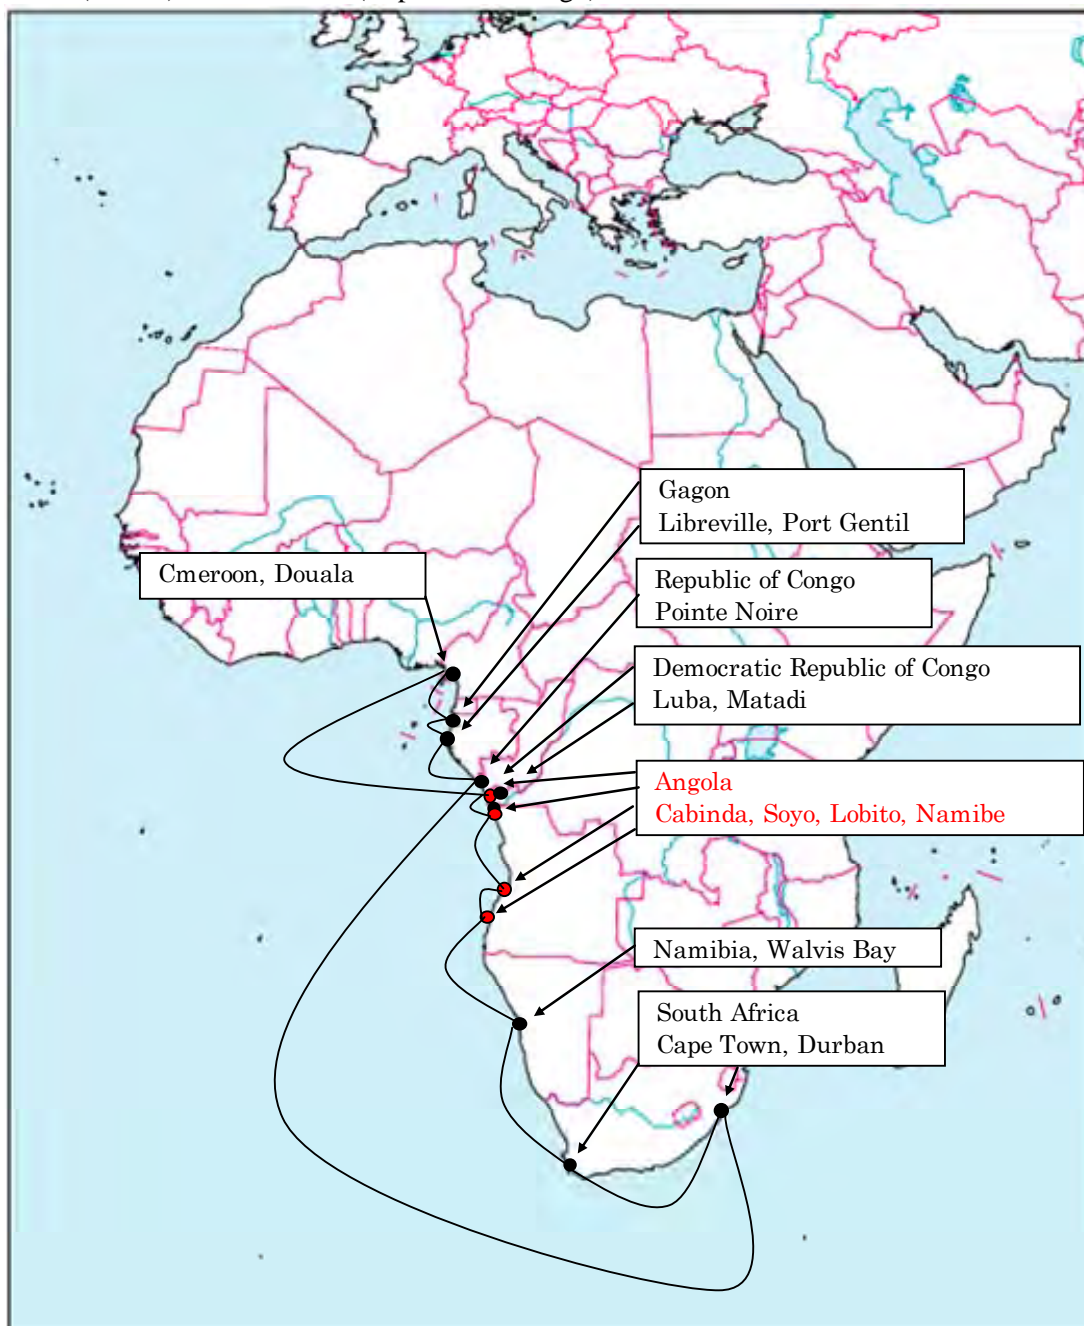 Gagon
Libreville, Port Gentil
Cmeroon, Douala
Republic of Congo
Pointe Noire
Democratic Republic of Congo
Luba, Matadi
Angola
Cabinda, Soyo, Lobito, Namibe
Namibia, Walvis Bay
South Africa
Cape Town, Durban